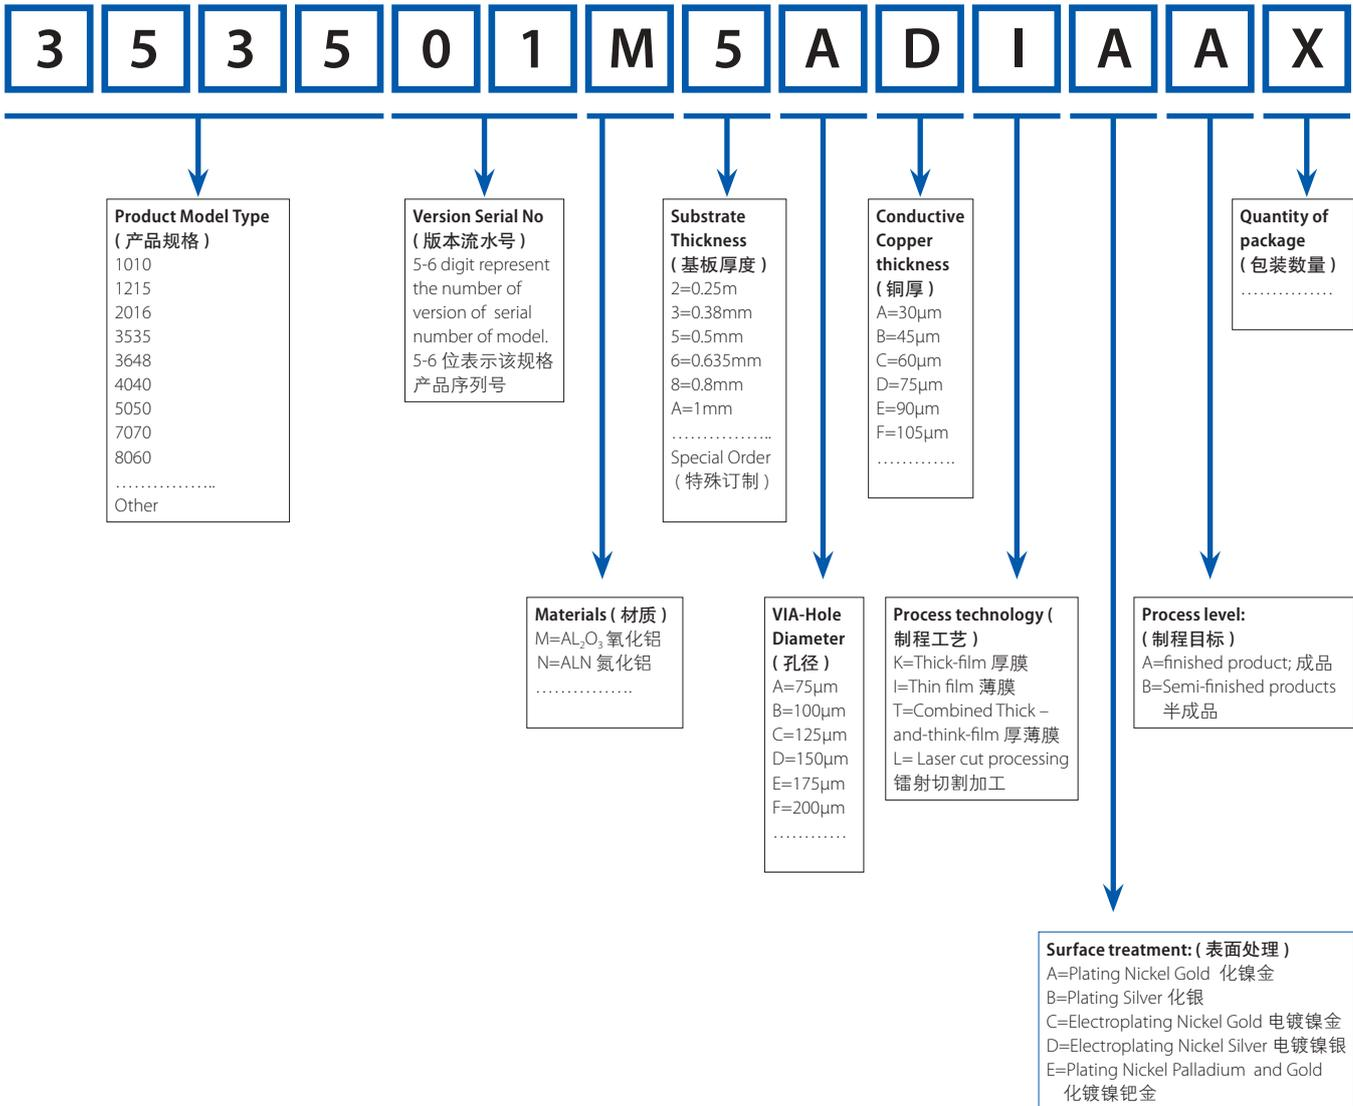 3 5 3 5 0 1 M 5 A D I A A X
Product Model Type
( 产品规格 )
1010
1215
2016
3535
3648
4040
5050
7070
8060
……………..
Other
Version Serial No
( 版本流水号 )
5-6 digit represent
the number of
version of serial
number of model.
5-6 位表示该规格
产品序列号
Substrate
Thickness
( 基板厚度 )
2=0.25m
3=0.38mm
5=0.5mm
6=0.635mm
8=0.8mm
A=1mm
……………..
Special Order
( 特殊订制 )
Conductive
Copper
thickness
( 铜厚 )
A=30μm
B=45μm
C=60μm
D=75μm
E=90μm
F=105μm
………….
Quantity of
package
( 包装数量 )
……………
Materials ( 材质 )
M=AL₂O₃ 氧化铝
N=ALN 氮化铝
…………….
VIA-Hole
Diameter
( 孔径 )
A=75μm
B=100μm
C=125μm
D=150μm
E=175μm
F=200μm
…………
Process technology (
制程工艺 )
K=Thick-film 厚膜
I=Thin film 薄膜
T=Combined Thick –
and-think-film 厚薄膜
L= Laser cut processing
镭射切割加工
Process level:
( 制程目标 )
A=finished product; 成品
B=Semi-finished products
半成品
Surface treatment: ( 表面处理 )
A=Plating Nickel Gold 化镍金
B=Plating Silver 化银
C=Electroplating Nickel Gold 电镀镍金
D=Electroplating Nickel Silver 电镀镍银
E=Plating Nickel Palladium and Gold
化镀镍钯金